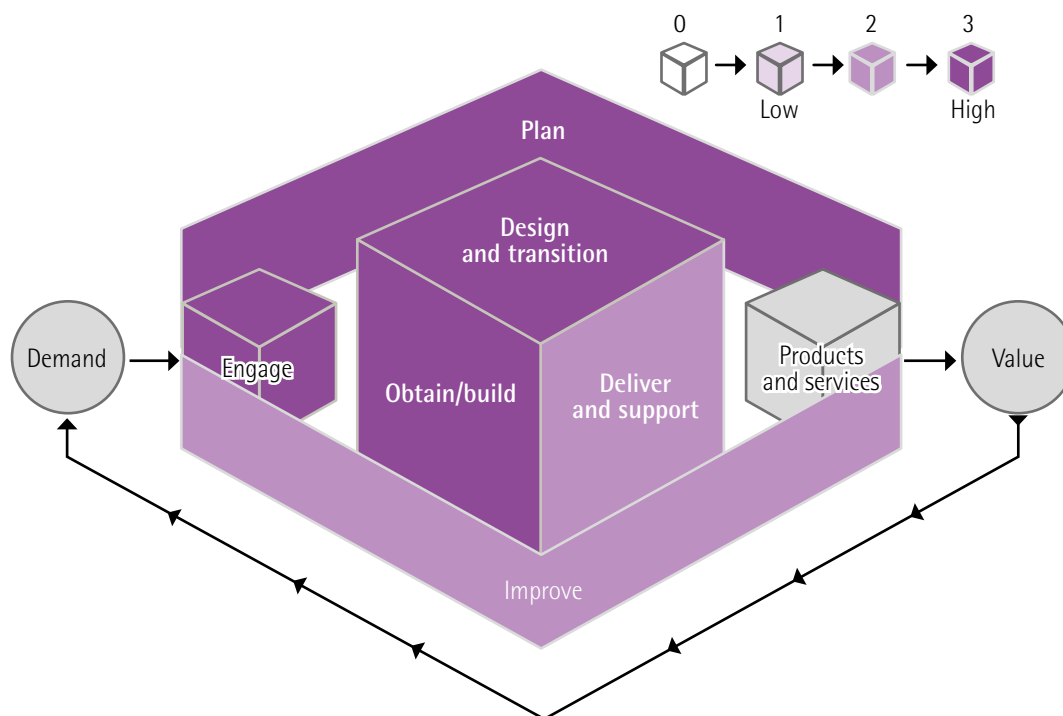 0 1 2 3
Low High
Plan
Design
and transition
Demand
Engage
Obtain/build
Deliver
and support
Products
and services
Value
Improve